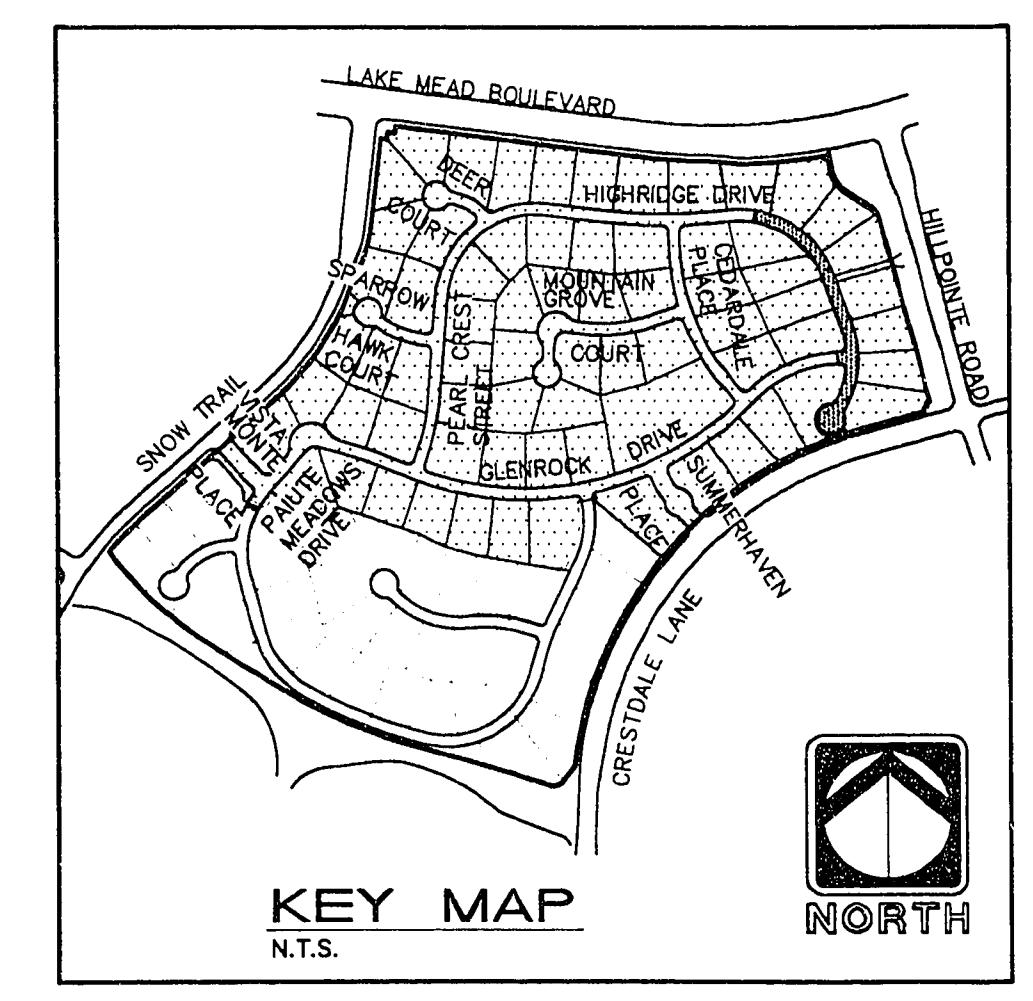 LAKE MEAD BOULEVARD
DEER
COURT
HIGHRIDGE DRIVE
HILLPOINTE ROAD
CEDARDALE
PLACE
SPARROW
HAWK
COURT
MOUNTAIN
GROVE
COURT
PEARL CREST
STREET
SNOW TRAIL
VISTA
MONTE
PLACE
PAIUTE
MEADOWS
DRIVE
GLENROCK DRIVE
SUMMERHAVEN
PLACE
CRESTDALE LANE
KEY MAP
N.T.S.
NORTH